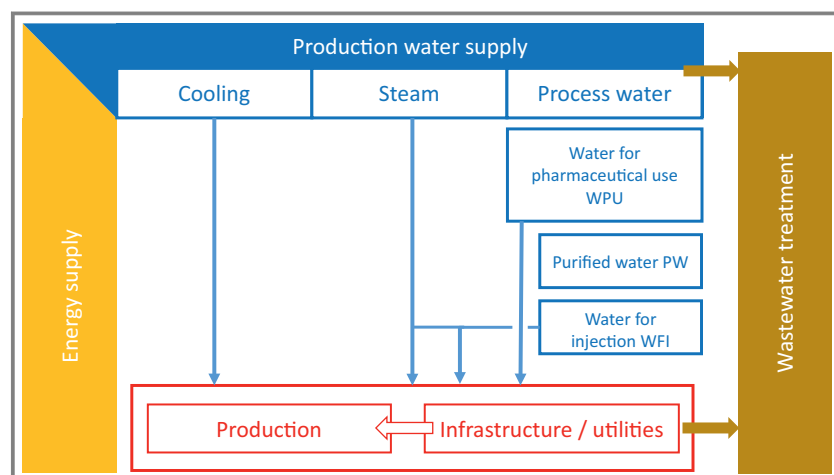 Production water supply
Cooling
Steam
Process water
Water for
pharmaceutical use
WPU
Purified water PW
Water for
injection WFI
Energy supply
Wastewater treatment
Production
Infrastructure / utilities